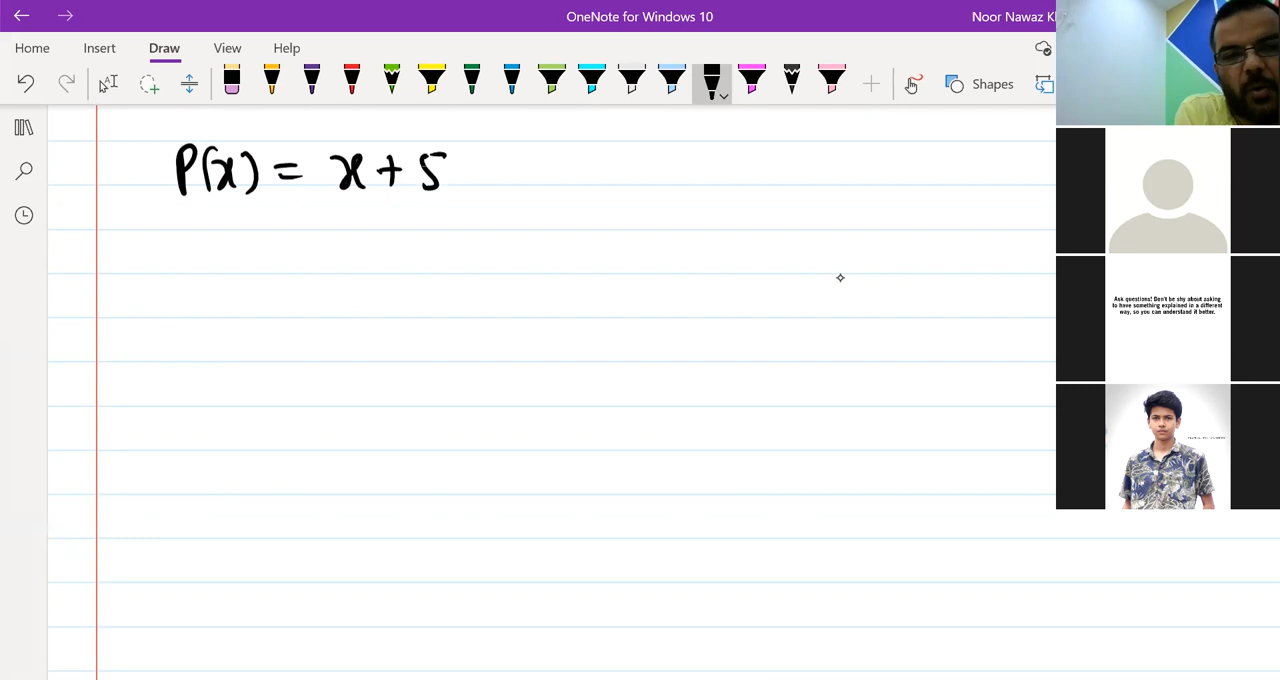 OneNote for Windows 10
Noor Nawaz Kh
Home Insert Draw View Help
Shapes
P(x) = x + 5
Ask questions! Don't be shy about asking
to have something explained in a different
way, so you can understand it better.